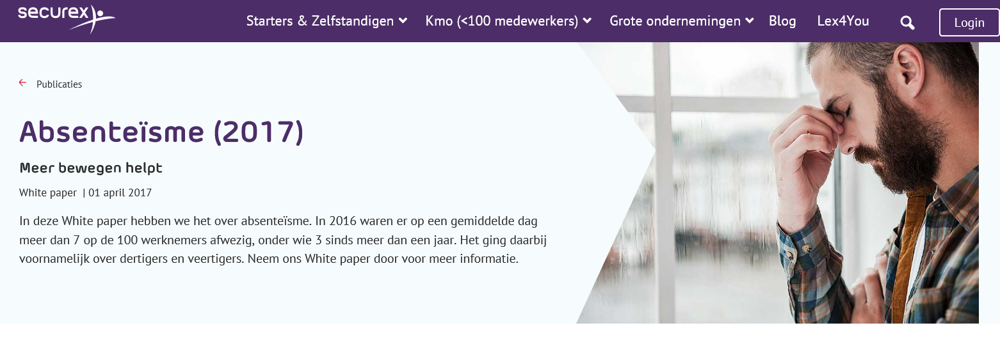 securex
Starters & Zelfstandigen Kmo (<100 medewerkers) Grote ondernemingen Blog Lex4You Login
Publicaties
Absenteïsme (2017)
Meer bewegen helpt
White paper | 01 april 2017
In deze White paper hebben we het over absenteïsme. In 2016 waren er op een gemiddelde dag
meer dan 7 op de 100 werknemers afwezig, onder wie 3 sinds meer dan een jaar. Het ging daarbij
voornamelijk over dertigers en veertigers. Neem ons White paper door voor meer informatie.